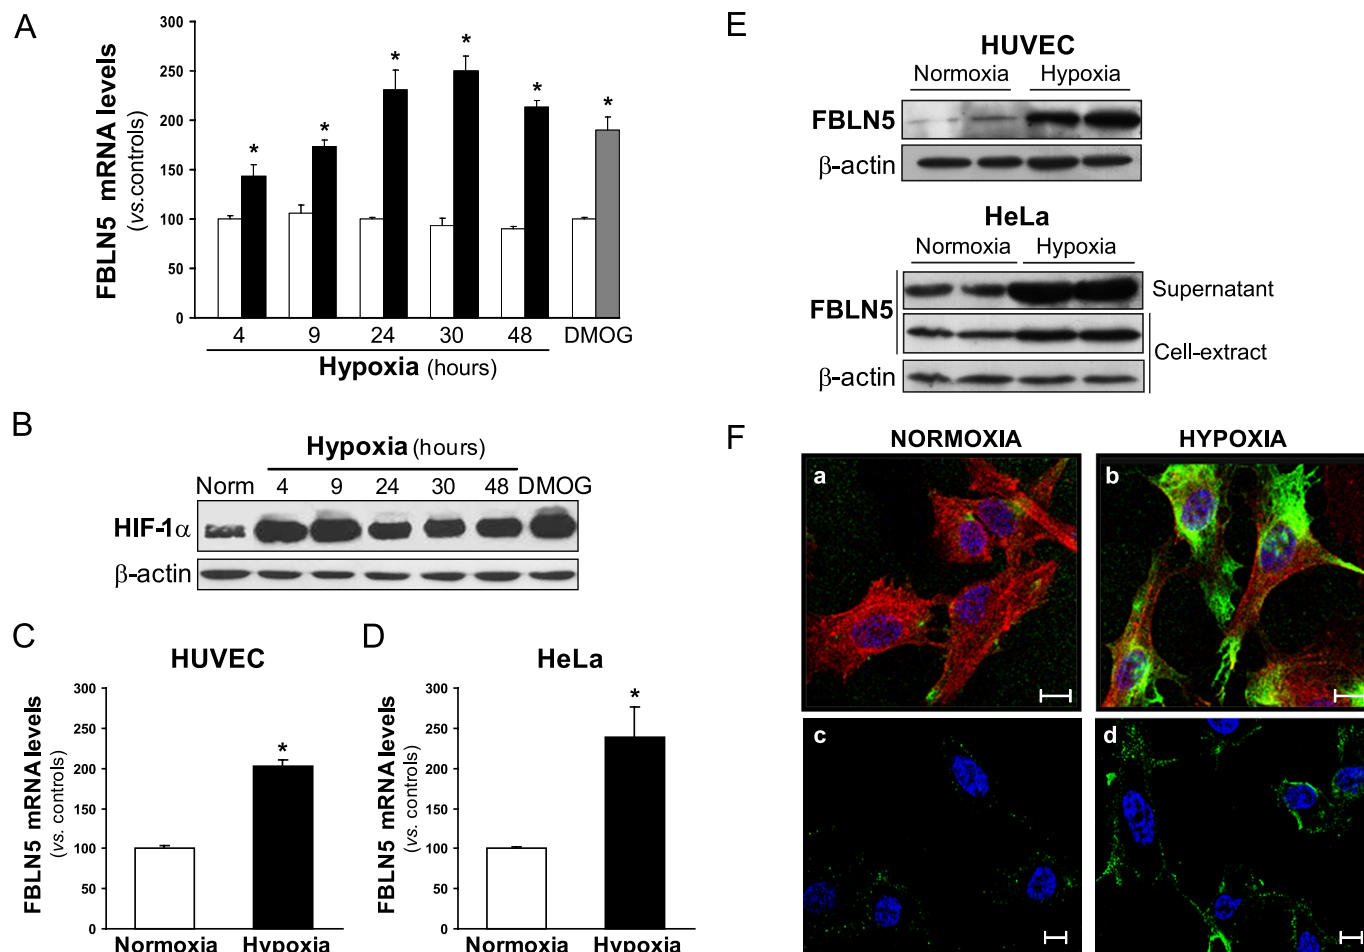 A
FBLN5 mRNA levels
(vs.controls)
300
250
200
150
100
50
0
* * * * * *
4 9 24 30 48 DMOG
Hypoxia (hours)
B
Hypoxia (hours)
Norm 4 9 24 30 48 DMOG
HIF-1α
β-actin
C
HUVEC
FBLN5 mRNA levels
(vs. controls)
300
250
200
150
100
50
0
*
Normoxia Hypoxia
D
HeLa
FBLN5 mRNA levels
(vs. controls)
300
250
200
150
100
50
0
*
Normoxia Hypoxia
E
HUVEC
Normoxia Hypoxia
FBLN5
β-actin
HeLa
Normoxia Hypoxia
FBLN5
Supernatant
Cell-extract
β-actin
F
NORMOXIA HYPOXIA
a b
c d